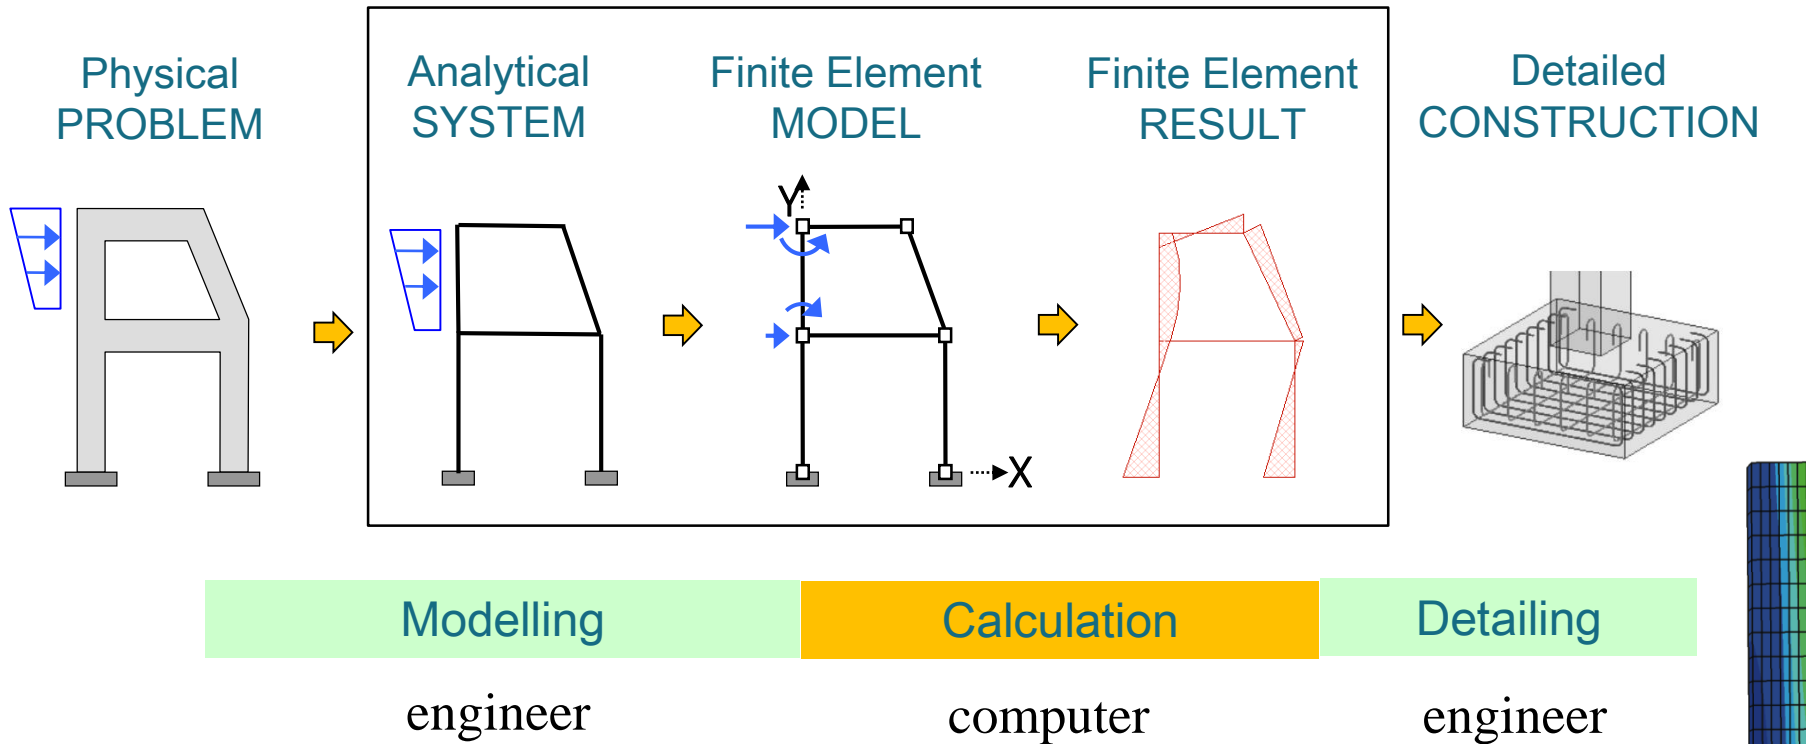 Physical
PROBLEM
Analytical
SYSTEM
Finite Element
MODEL
Finite Element
RESULT
Detailed
CONSTRUCTION
Y
X
Modelling
Calculation
Detailing
engineer
computer
engineer